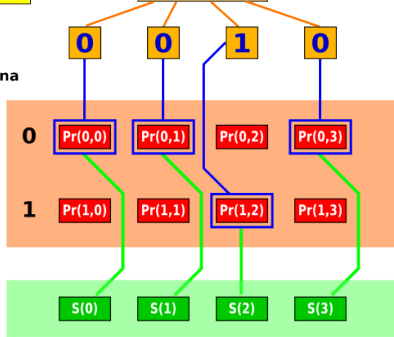 0 0 1 0
na
0 Pr(0,0) Pr(0,1) Pr(0,2) Pr(0,3)
1 Pr(1,0) Pr(1,1) Pr(1,2) Pr(1,3)
S(0) S(1) S(2) S(3)